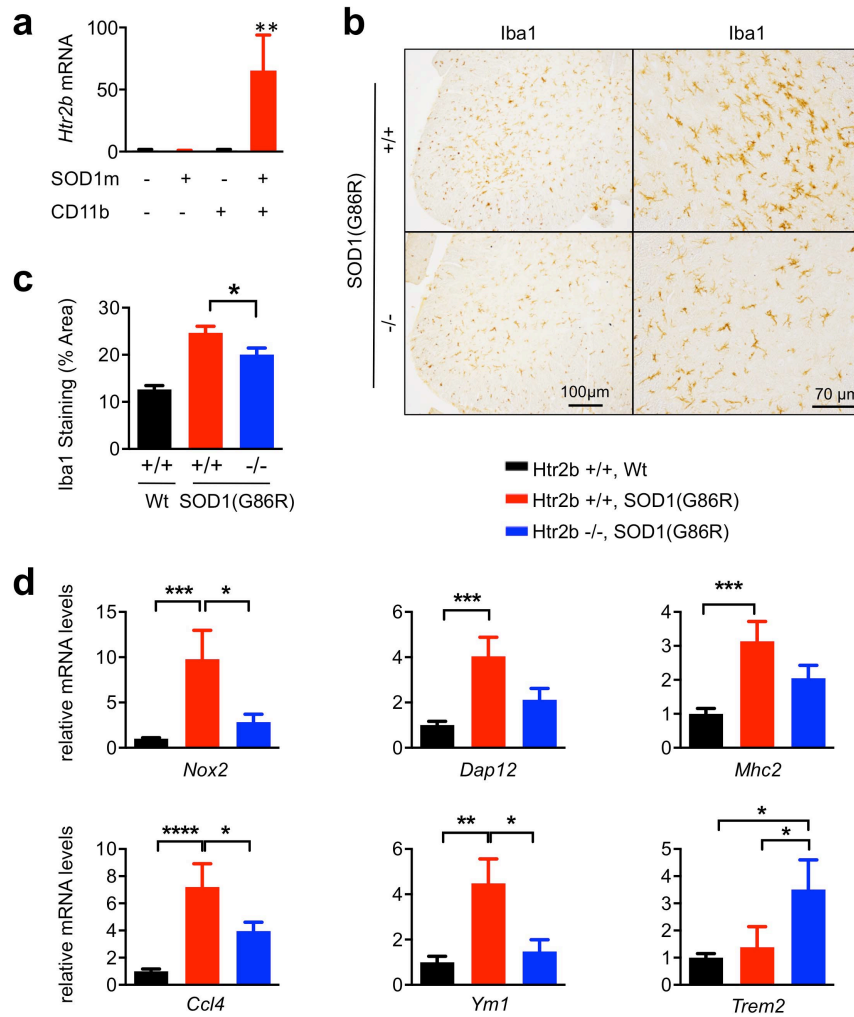 a
Htr2b mRNA
100
50
0
**
SOD1m - + - +
CD11b - - + +
b
Iba1 Iba1
SOD1(G86R)
+/+
-/-
100µm
70 µm
c
Iba1 Staining (% Area)
30
20
10
0
*
+/+ +/+ -/-
Wt SOD1(G86R)
Htr2b +/+, Wt
Htr2b +/+, SOD1(G86R)
Htr2b -/-, SOD1(G86R)
d
relative mRNA levels
15
10
5
0
*** *
Nox2
6
4
2
0
***
Dap12
4
3
2
1
0
***
Mhc2
relative mRNA levels
10
8
6
4
2
0
**** *
Ccl4
6
4
2
0
** *
Ym1
5
4
3
2
1
0
*
*
Trem2